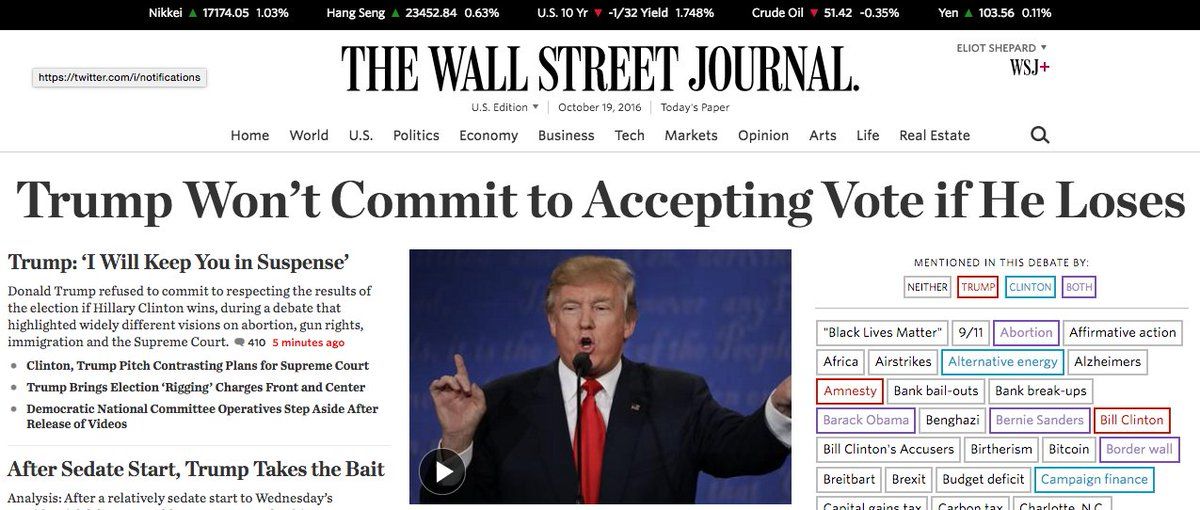 Nikkei ▲ 17174.05 1.03% Hang Seng ▲ 23452.84 0.63% U.S. 10 Yr ▼ -1/32 Yield 1.748% Crude Oil ▼ 51.42 -0.35% Yen ▲ 103.56 0.11%
https://twitter.com/i/notifications
THE WALL STREET JOURNAL.
ELIOT SHEPARD ▼
WSJ+
U.S. Edition ▼ October 19, 2016 Today's Paper
Home World U.S. Politics Economy Business Tech Markets Opinion Arts Life Real Estate
Trump Won't Commit to Accepting Vote if He Loses
Trump: ‘I Will Keep You in Suspense’
Donald Trump refused to commit to respecting the results of
the election if Hillary Clinton wins, during a debate that
highlighted widely different visions on abortion, gun rights,
immigration and the Supreme Court. 410 5 minutes ago
• Clinton, Trump Pitch Contrasting Plans for Supreme Court
• Trump Brings Election ‘Rigging’ Charges Front and Center
• Democratic National Committee Operatives Step Aside After
Release of Videos
After Sedate Start, Trump Takes the Bait
Analysis: After a relatively sedate start to Wednesday's
MENTIONED IN THIS DEBATE BY:
NEITHER TRUMP CLINTON BOTH
"Black Lives Matter" 9/11 Abortion Affirmative action
Africa Airstrikes Alternative energy Alzheimers
Amnesty Bank bail-outs Bank break-ups
Barack Obama Benghazi Bernie Sanders Bill Clinton
Bill Clinton's Accusers Birtherism Bitcoin Border wall
Breitbart Brexit Budget deficit Campaign finance
Capital gains tax Carbon tax Charlotte, N.C.